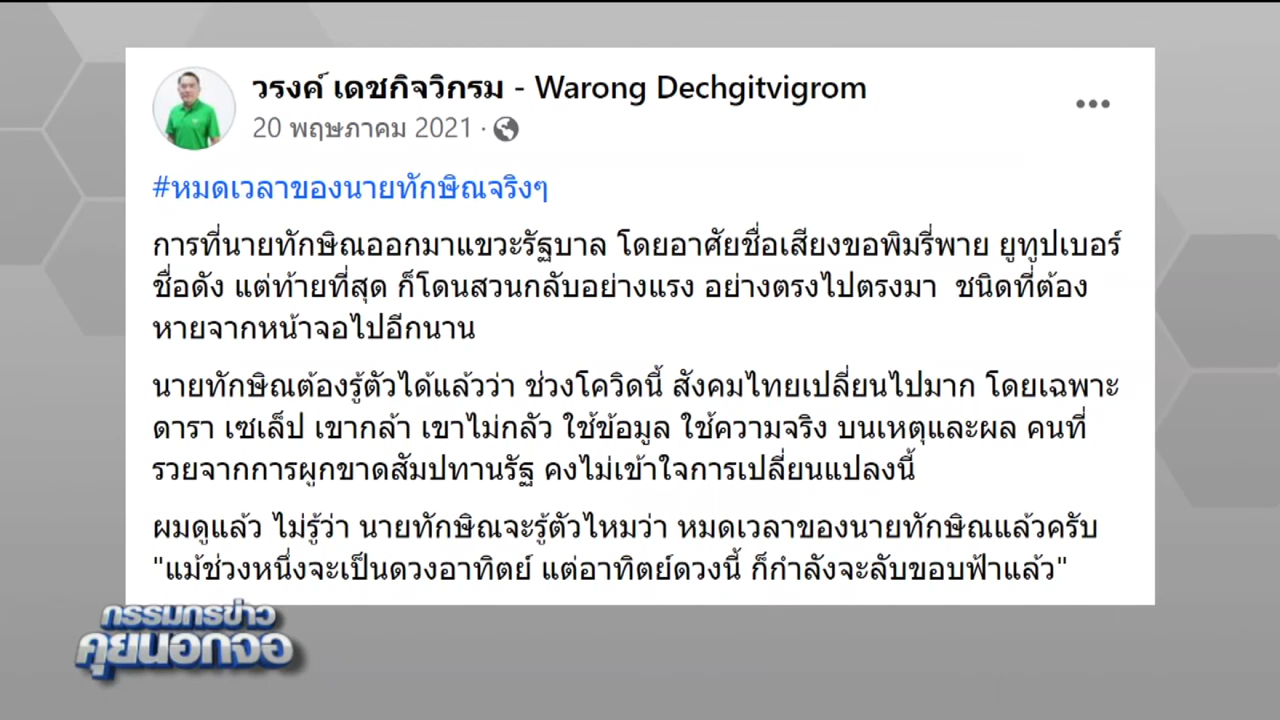 วรงค์ เดชกิจวิกรม - Warong Dechgitvigrom
20 พฤษภาคม 2021 ·
#หมดเวลาของนายทักษิณจริงๆ
การที่นายทักษิณออกมาแขวะรัฐบาล โดยอาศัยชื่อเสียงขอพิมรี่พาย ยูทูปเบอร์
ชื่อดัง แต่ท้ายที่สุด ก็โดนสวนกลับอย่างแรง อย่างตรงไปตรงมา ชนิดที่ต้อง
หายจากหน้าจอไปอีกนาน
นายทักษิณต้องรู้ตัวได้แล้วว่า ช่วงโควิดนี้ สังคมไทยเปลี่ยนไปมาก โดยเฉพาะ
ดารา เซเล็ป เขากล้า เขาไม่กลัว ใช้ข้อมูล ใช้ความจริง บนเหตุและผล คนที่
รวยจากการผูกขาดสัมปทานรัฐ คงไม่เข้าใจการเปลี่ยนแปลงนี้
ผมดูแล้ว ไม่รู้ว่า นายทักษิณจะรู้ตัวไหมว่า หมดเวลาของนายทักษิณแล้วครับ
"แม้ช่วงหนึ่งจะเป็นดวงอาทิตย์ แต่อาทิตย์ดวงนี้ ก็กำลังจะลับขอบฟ้าแล้ว"
กรรมกรข่าว
คุยนอกจอ